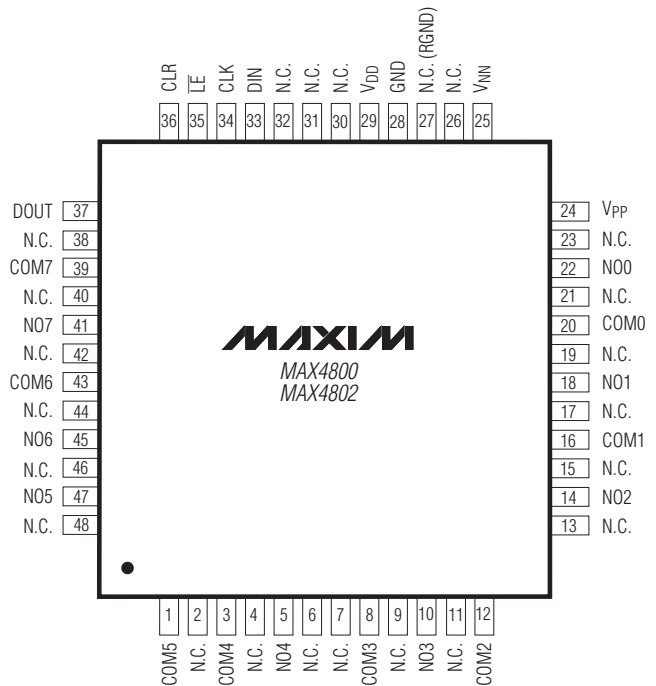 CLR
LE
CLK
DIN
N.C.
N.C.
N.C.
VDD
GND
N.C. (RGND)
N.C.
VNN
36 35 34 33 32 31 30 29 28 27 26 25
DOUT 37
N.C. 38
COM7 39
N.C. 40
NO7 41
N.C. 42
COM6 43
N.C. 44
NO6 45
N.C. 46
NO5 47
N.C. 48
MAXIM
MAX4800
MAX4802
24 VPP
23 N.C.
22 NO0
21 N.C.
20 COM0
19 N.C.
18 NO1
17 N.C.
16 COM1
15 N.C.
14 NO2
13 N.C.
1 2 3 4 5 6 7 8 9 10 11 12
COM5
N.C.
COM4
N.C.
NO4
N.C.
N.C.
COM3
N.C.
NO3
N.C.
COM2